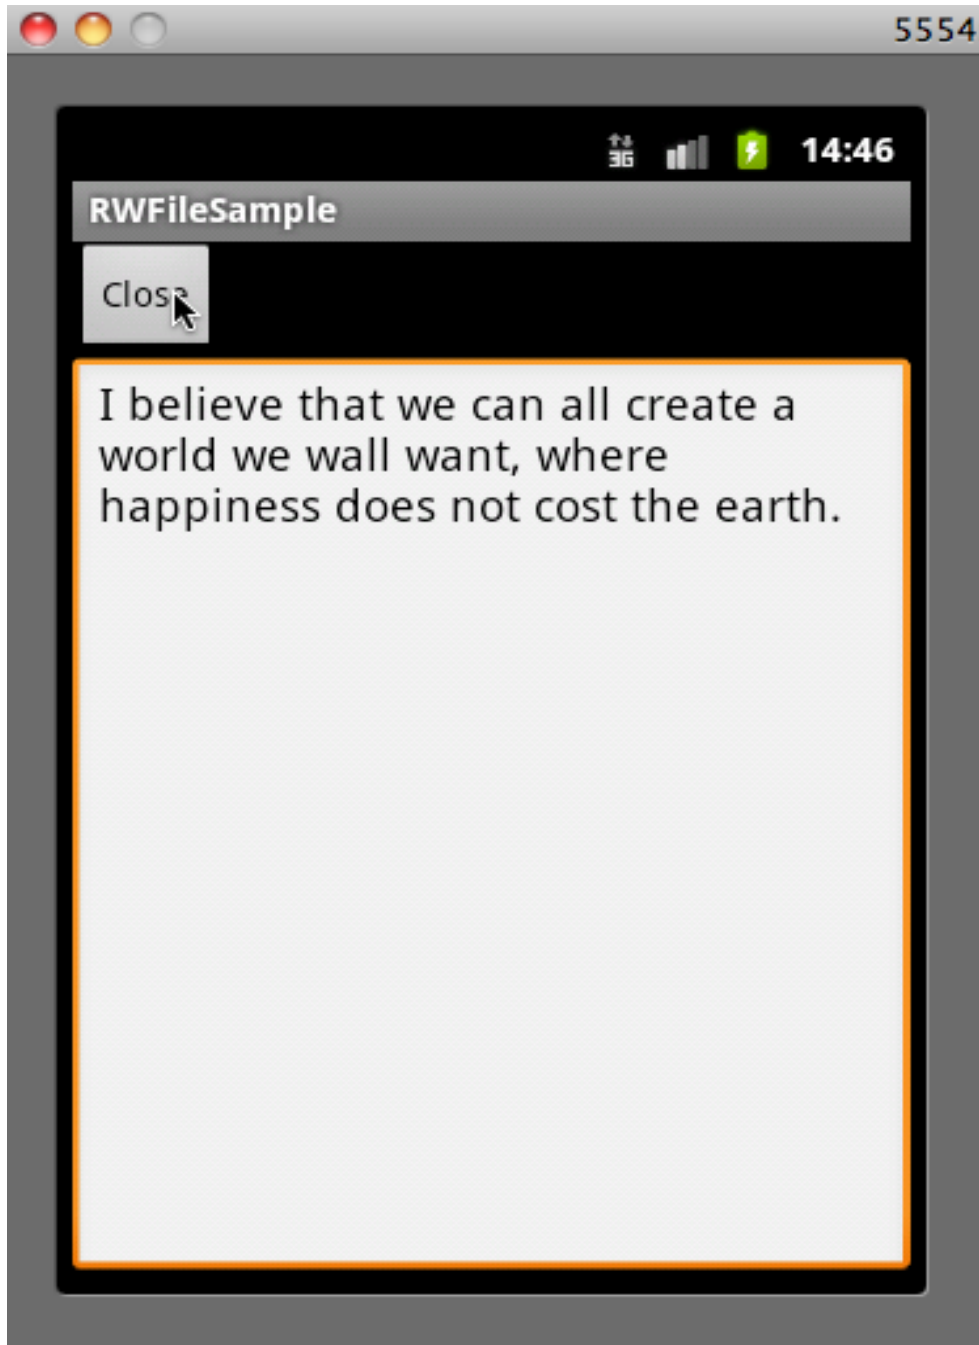 5554
3G
14:46
RWFileSample
Close
I believe that we can all create a
world we wall want, where
happiness does not cost the earth.